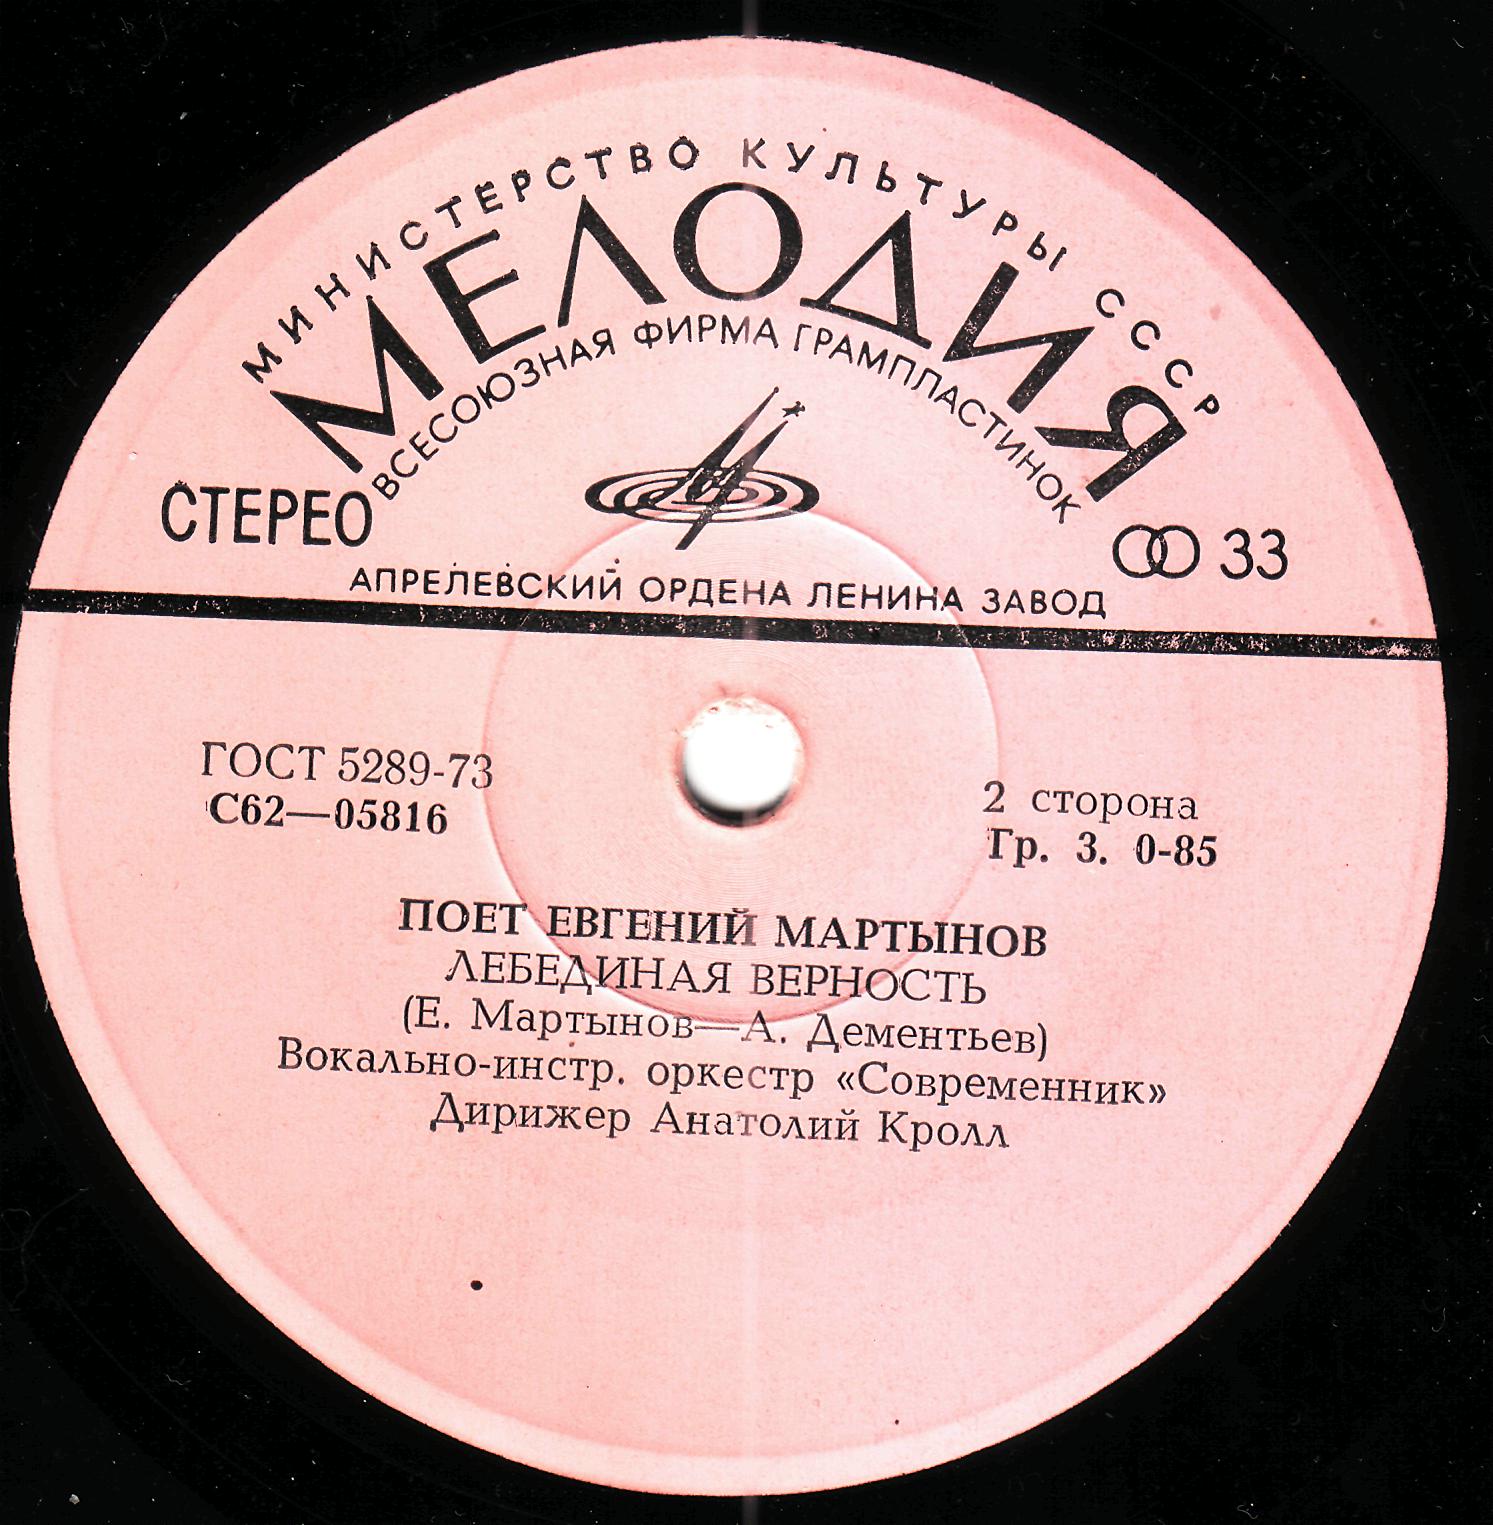 МИНИСТЕРСТВО КУЛЬТУРЫ СССР
МЕЛОДИЯ
ВСЕСОЮЗНАЯ ФИРМА ГРАМПЛАСТИНОК
СТЕРЕО
33
АПРЕЛЕВСКИЙ ОРДЕНА ЛЕНИНА ЗАВОД
ГОСТ 5289-73
С62—05816
2 сторона
Гр. 3. 0-85
ПОЕТ ЕВГЕНИЙ МАРТЫНОВ
ЛЕБЕДИНАЯ ВЕРНОСТЬ
(Е. Мартынов—А. Дементьев)
Вокально-инстр. оркестр «Современник»
Дирижер Анатолий Кролл